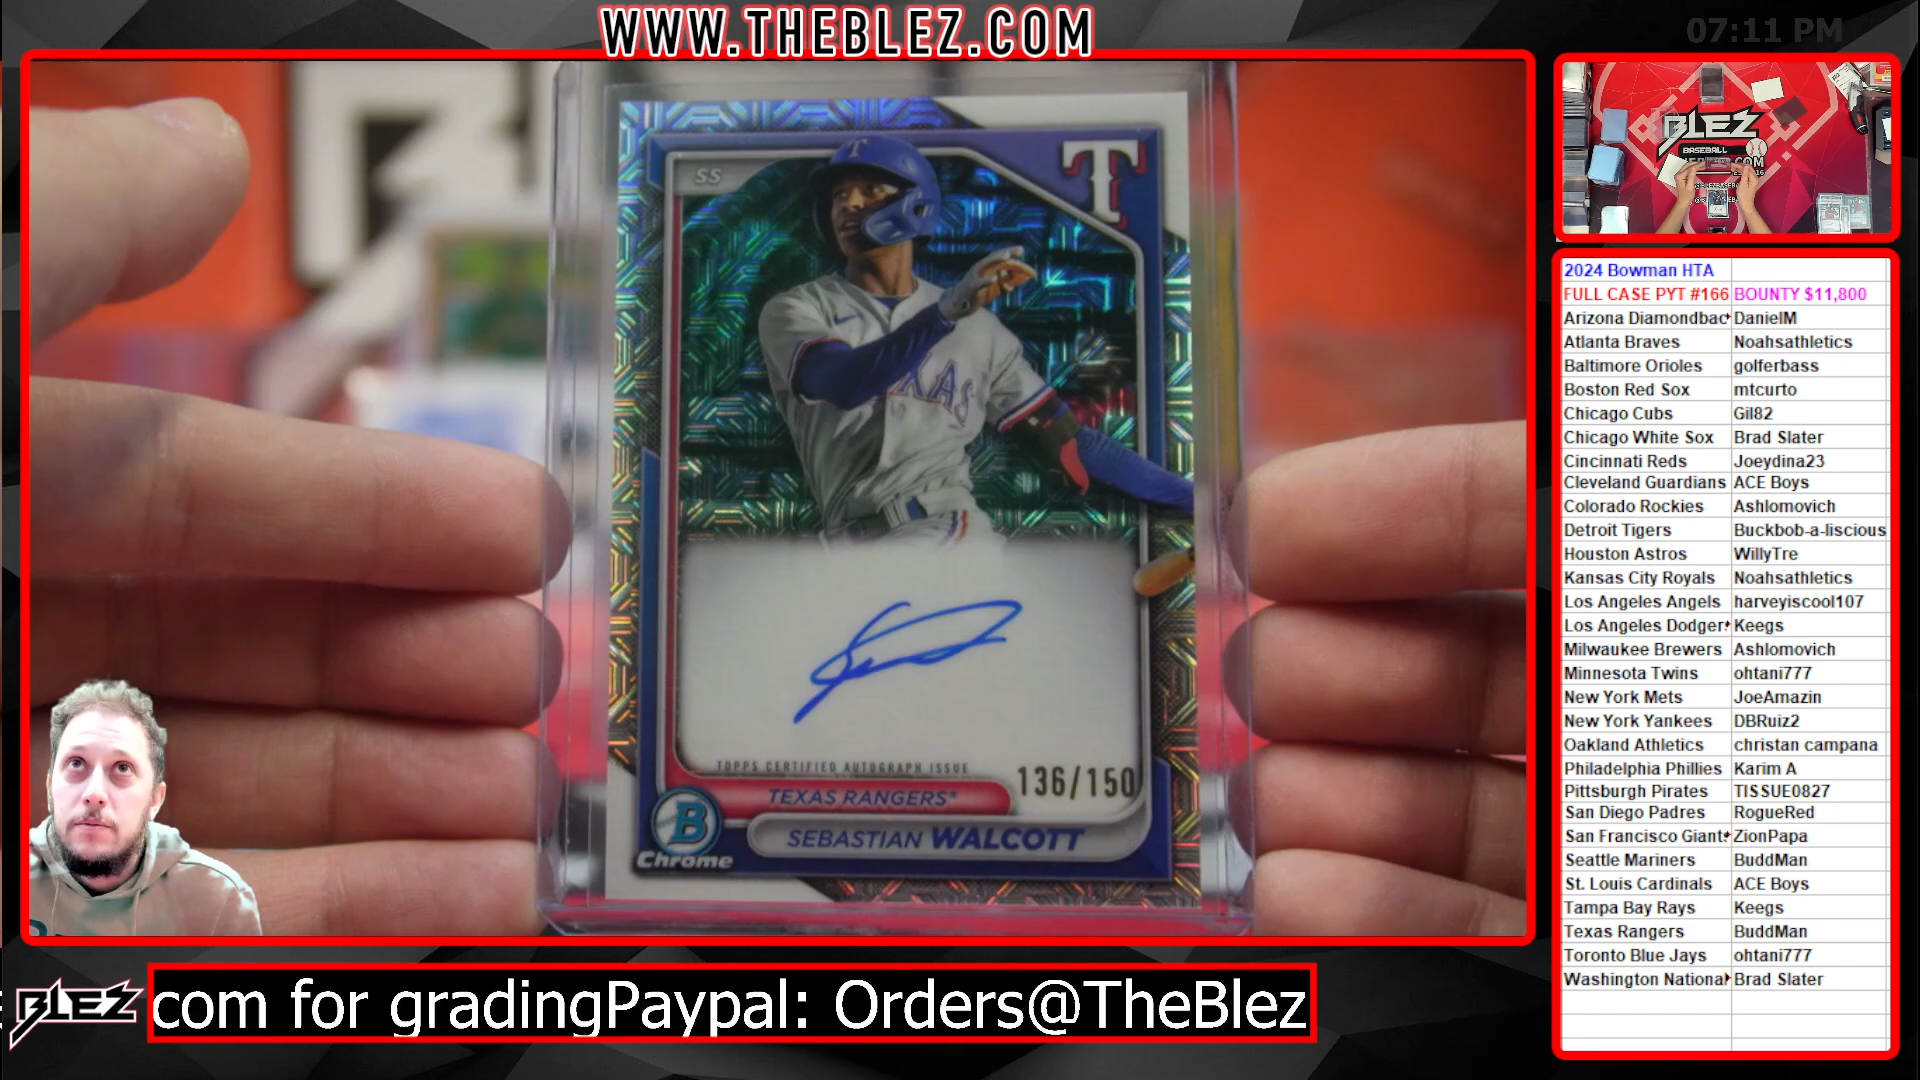 WWW.THEBLEZ.COM
07:11 PM
SS
T
TEXAS
TOPPS CERTIFIED AUTOGRAPH ISSUE
136/150
TEXAS RANGERS
SEBASTIAN WALCOTT
B
Chrome
BLEZ
BASEBALL
2024 Bowman HTA
FULL CASE PYT #166 BOUNTY $11,800
Arizona Diamondbac DanielM
Atlanta Braves Noahsathletics
Baltimore Orioles golferbass
Boston Red Sox mtcurto
Chicago Cubs Gil82
Chicago White Sox Brad Slater
Cincinnati Reds Joeydina23
Cleveland Guardians ACE Boys
Colorado Rockies Ashlomovich
Detroit Tigers Buckbob-a-liscious
Houston Astros WillyTre
Kansas City Royals Noahsathletics
Los Angeles Angels harveyiscool107
Los Angeles Dodger Keegs
Milwaukee Brewers Ashlomovich
Minnesota Twins ohtani777
New York Mets JoeAmazin
New York Yankees DBRuiz2
Oakland Athletics christan campana
Philadelphia Phillies Karim A
Pittsburgh Pirates TISSUE0827
San Diego Padres RogueRed
San Francisco Giant ZionPapa
Seattle Mariners BuddMan
St. Louis Cardinals ACE Boys
Tampa Bay Rays Keegs
Texas Rangers BuddMan
Toronto Blue Jays ohtani777
Washington National Brad Slater
BLEZ
com for gradingPaypal: Orders@TheBlez